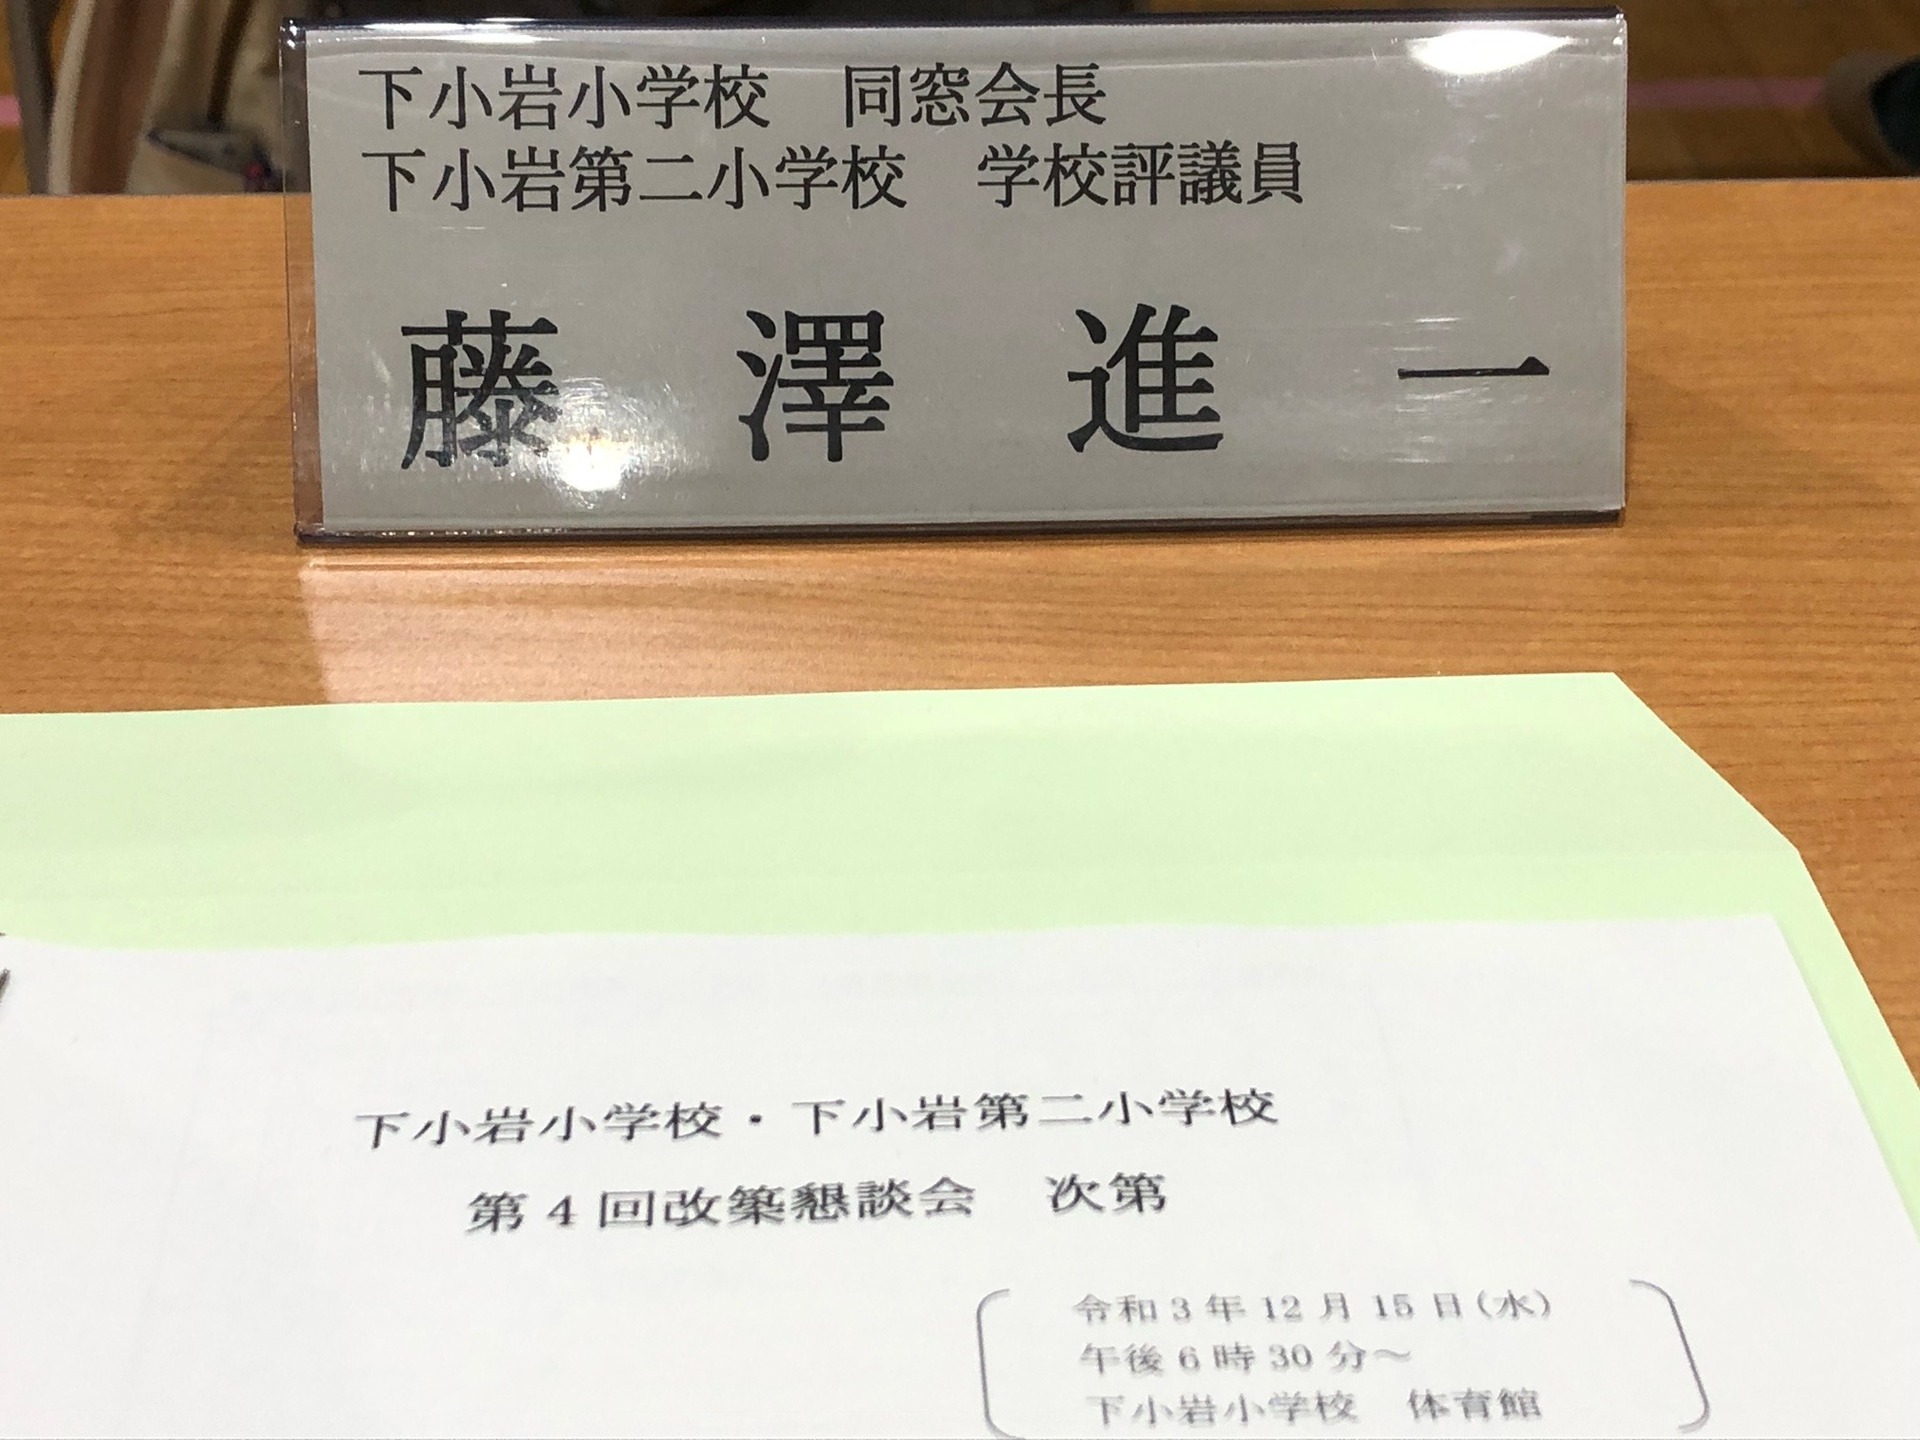 下小岩小学校　同窓会長
下小岩第二小学校　学校評議員
藤澤進一
下小岩小学校・下小岩第二小学校
第4回改築懇談会　次第
令和3年12月15日(水)
午後6時30分～
下小岩小学校　体育館